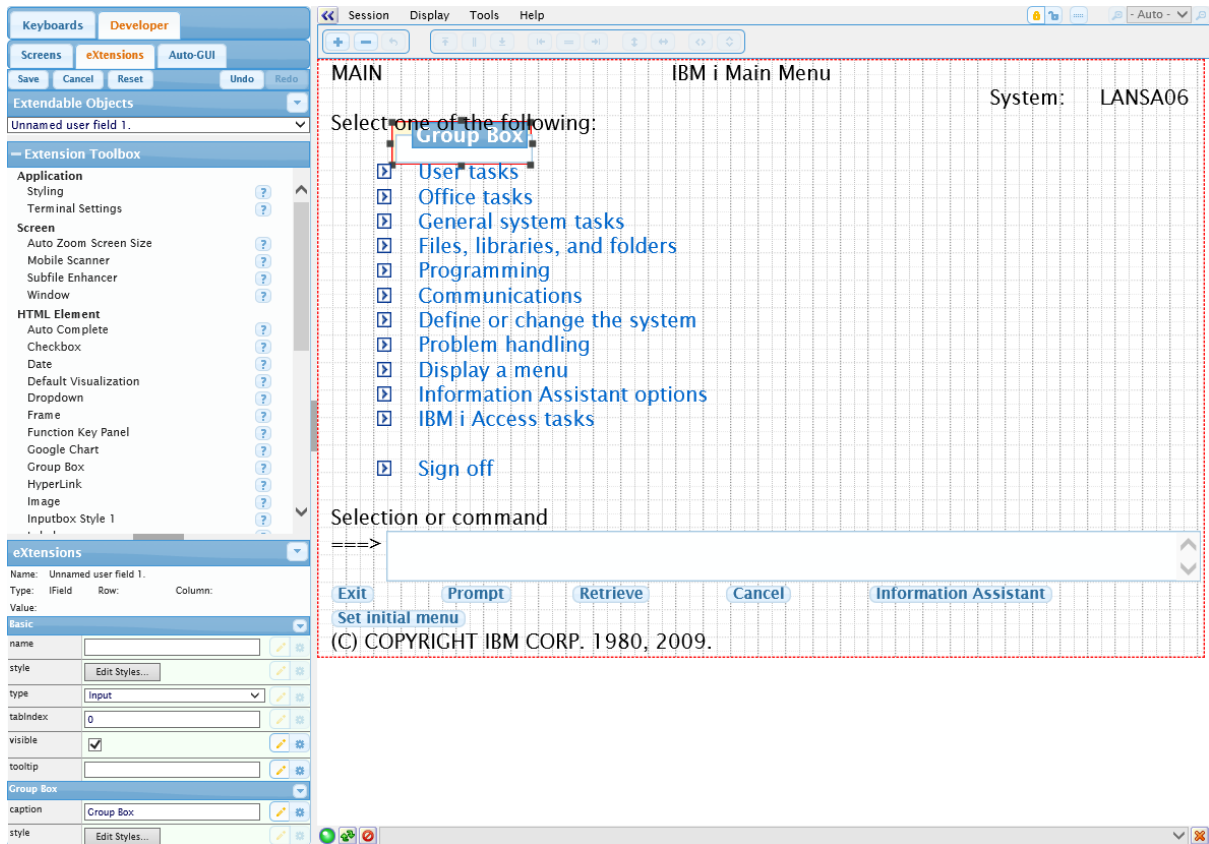 Keyboards Developer
Screens eXtensions Auto-GUI
Save Cancel Reset Undo Redo
Extendable Objects
Unnamed user field 1.
Extension Toolbox
Application
Styling ?
Terminal Settings ?
Screen
Auto Zoom Screen Size ?
Mobile Scanner ?
Subfile Enhancer ?
Window ?
HTML Element
Auto Complete ?
Checkbox ?
Date ?
Default Visualization ?
Dropdown ?
Frame ?
Function Key Panel ?
Google Chart ?
Group Box ?
HyperLink ?
Image ?
Inputbox Style 1 ?
eXtensions
Name: Unnamed user field 1.
Type: IField Row: Column:
Value:
Basic
name
style Edit Styles...
type Input
tabIndex 0
visible
tooltip
Group Box
caption Group Box
style Edit Styles...
Session Display Tools Help - Auto -
MAIN IBM i Main Menu
System: LANSA06
Select one of the following:
Group Box
User tasks
Office tasks
General system tasks
Files, libraries, and folders
Programming
Communications
Define or change the system
Problem handling
Display a menu
Information Assistant options
IBM i Access tasks
Sign off
Selection or command
===>
Exit Prompt Retrieve Cancel Information Assistant
Set initial menu
(C) COPYRIGHT IBM CORP. 1980, 2009.